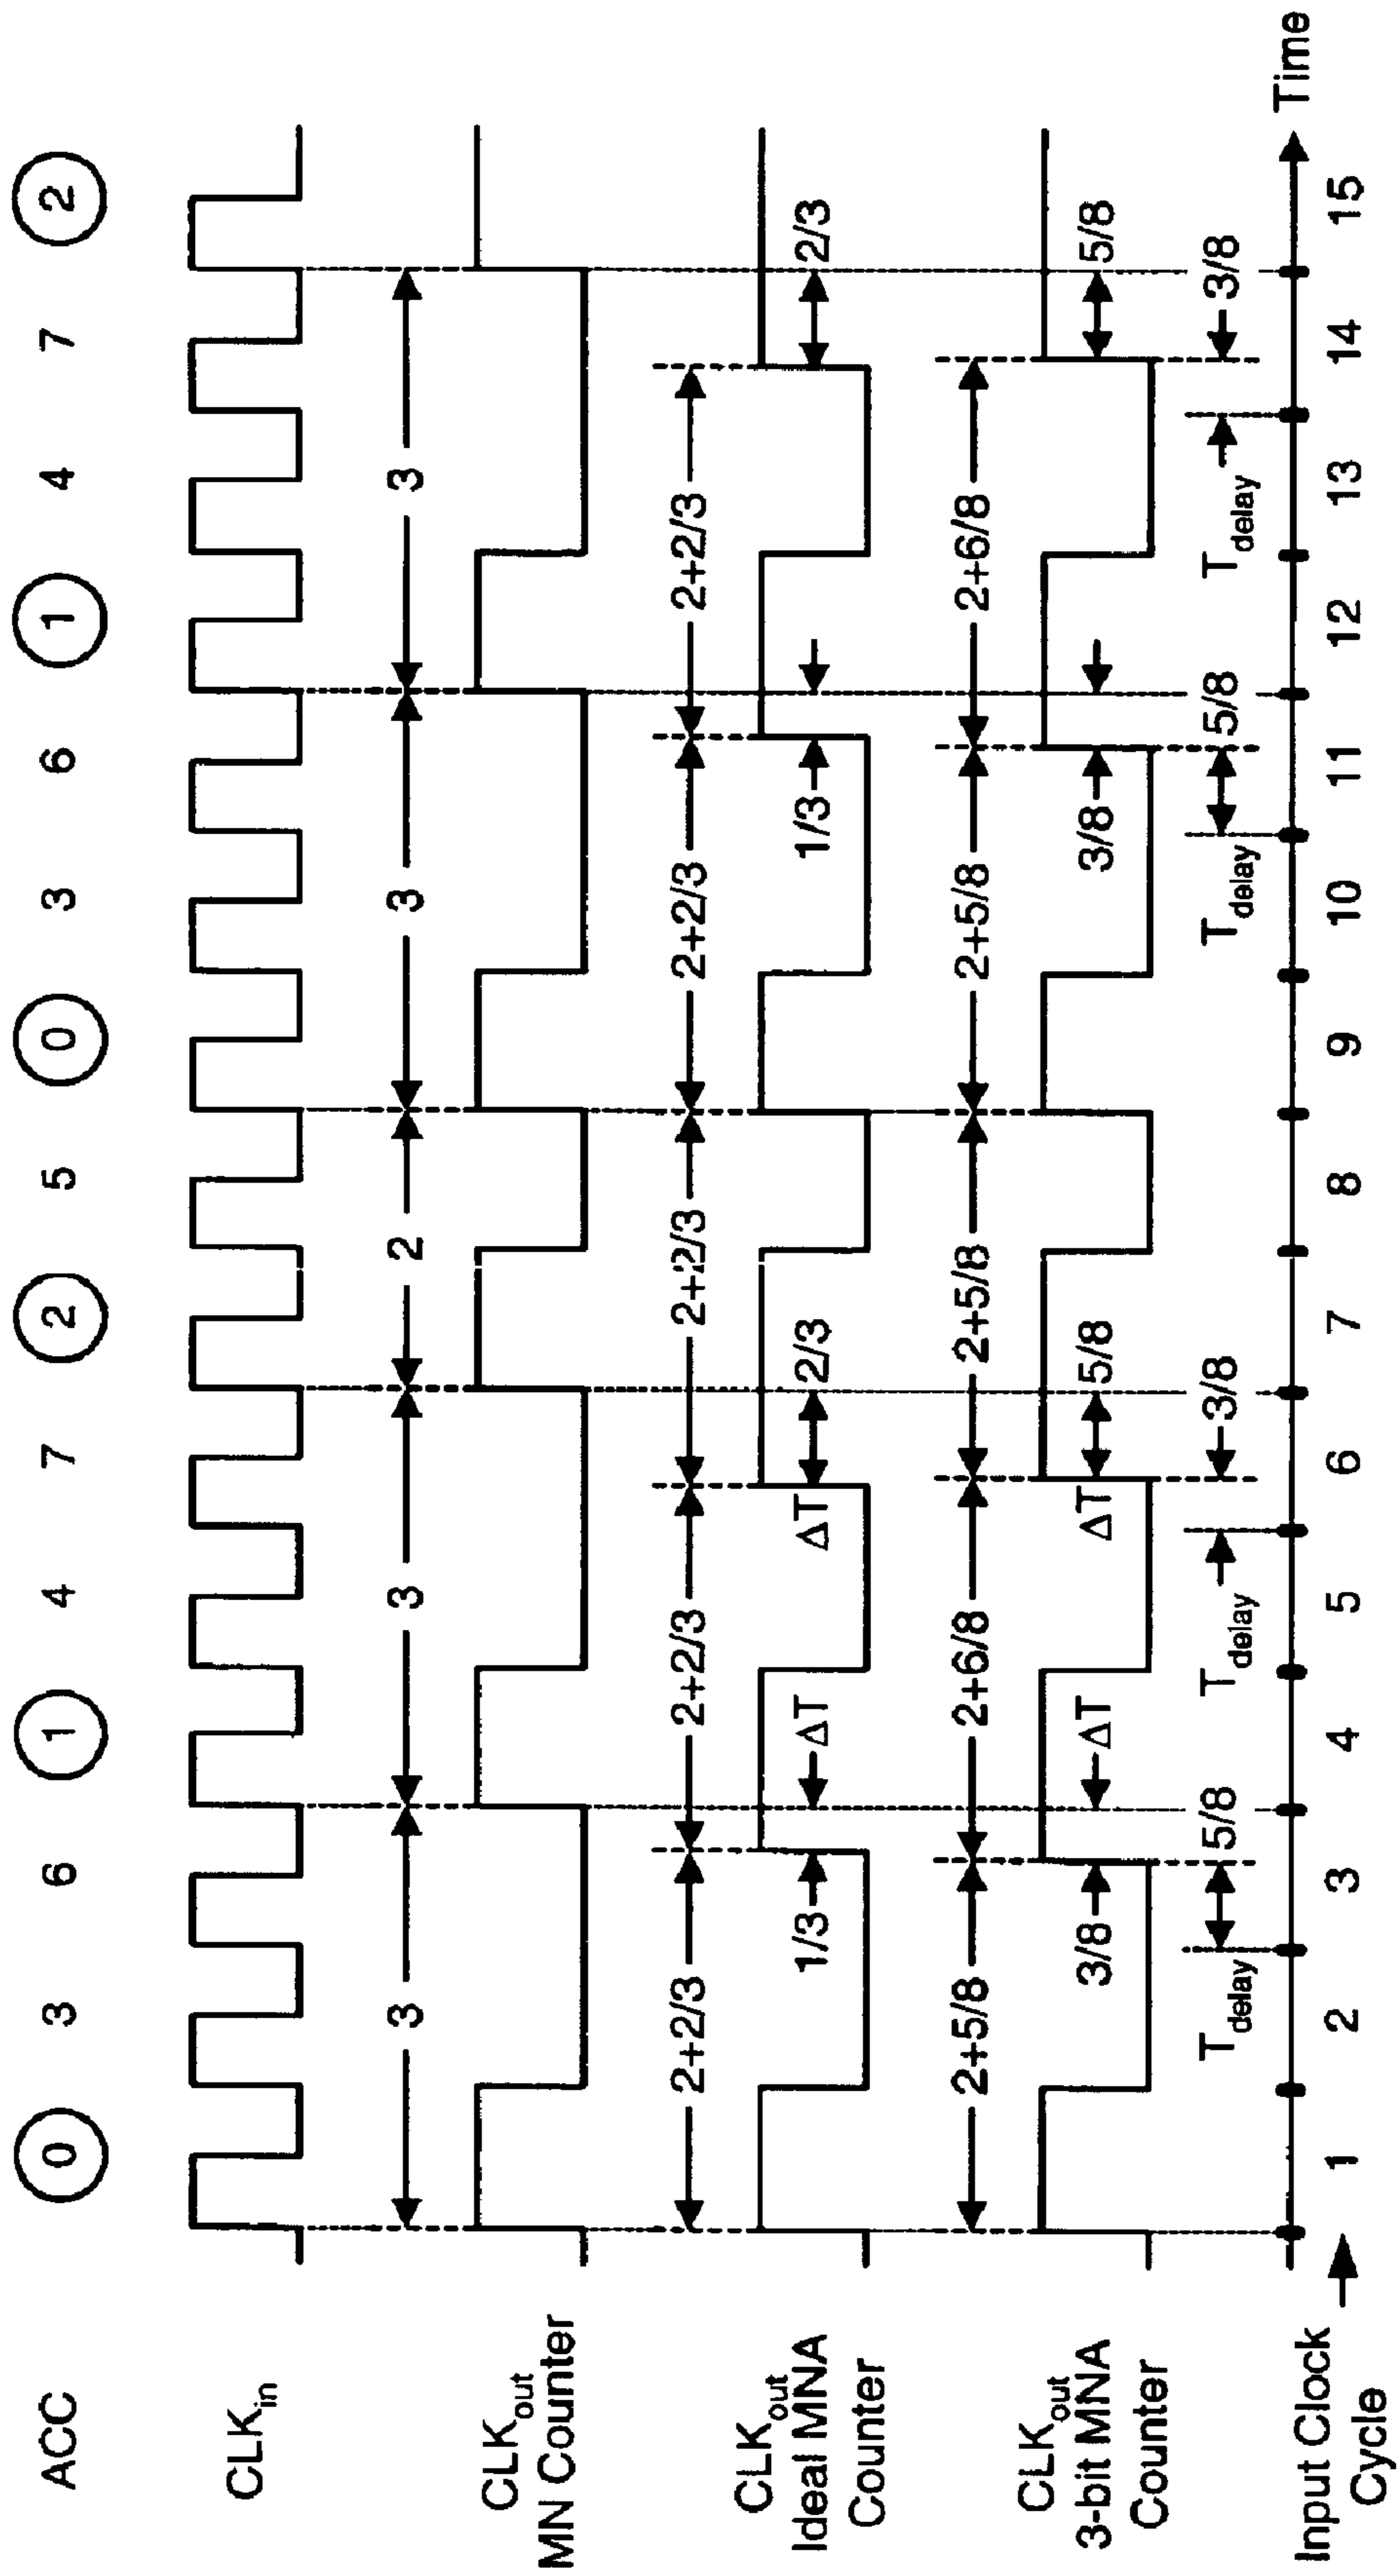 ACC 0 3 6 1 4 7 2 5 0 3 6 1 4 7 2
CLKin
CLKout
MN Counter
3 3 2 3 3
CLKout
Ideal MNA
Counter
2+2/3 2+2/3 2+2/3 2+2/3 2+2/3
1/3 ΔT ΔT 2/3 1/3 2/3
CLKout
3-bit MNA
Counter
2+5/8 2+6/8 2+5/8 2+5/8 2+6/8
3/8 ΔT ΔT 5/8 3/8 5/8
Tdelay 5/8 Tdelay 3/8 Tdelay 5/8 Tdelay 3/8
Time
Input Clock
Cycle
1 2 3 4 5 6 7 8 9 10 11 12 13 14 15